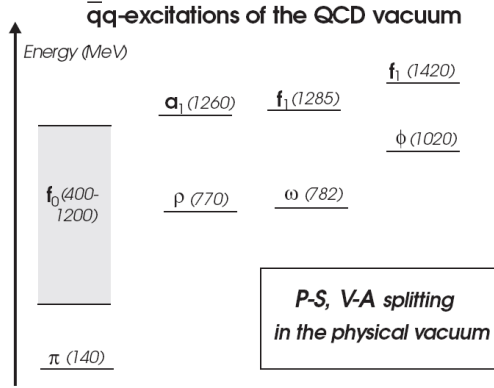 q̅q-excitations of the QCD vacuum
Energy (MeV)
f₁ (1420)
a₁ (1260)
f₁ (1285)
ϕ (1020)
f₀ (400-
1200)
ρ (770)
ω (782)
P-S, V-A splitting
in the physical vacuum
π (140)